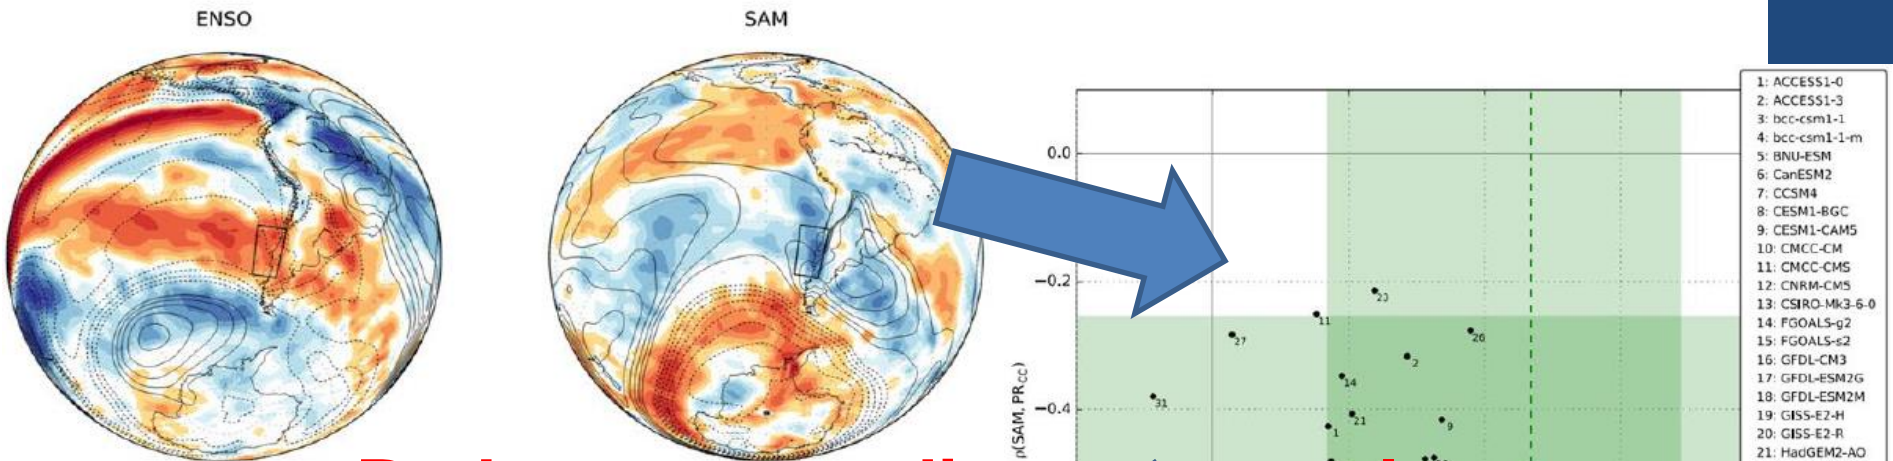 ENSO
SAM
0.0
−0.2
−0.4
ρ(SAM, PRCC)
23
11
26
27
2
14
31
21
9
1
1: ACCESS1-0
2: ACCESS1-3
3: bcc-csm1-1
4: bcc-csm1-1-m
5: BNU-ESM
6: CanESM2
7: CCSM4
8: CESM1-BGC
9: CESM1-CAM5
10: CMCC-CM
11: CMCC-CMS
12: CNRM-CM5
13: CSIRO-Mk3-6-0
14: FGOALS-g2
15: FGOALS-s2
16: GFDL-CM3
17: GFDL-ESM2G
18: GFDL-ESM2M
19: GISS-E2-H
20: GISS-E2-R
21: HadGEM2-AO